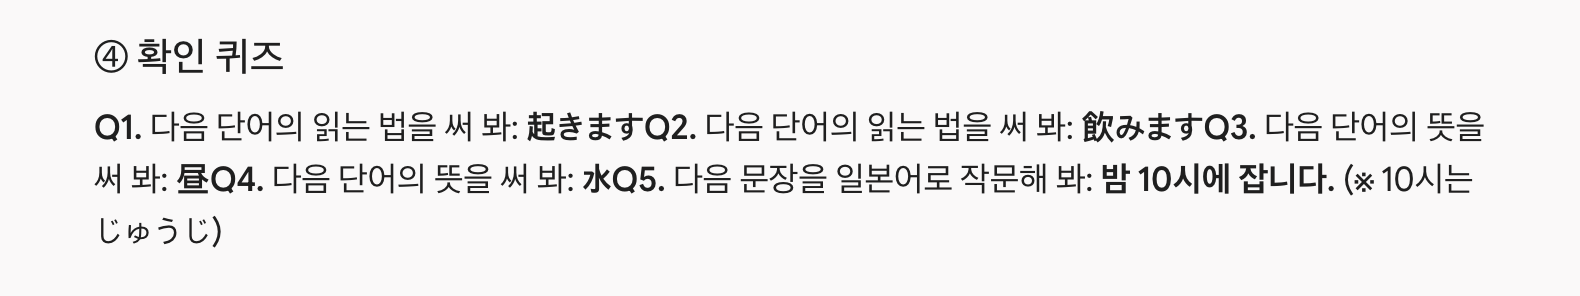 ④ 확인 퀴즈
Q1. 다음 단어의 읽는 법을 써 봐: 起きますQ2. 다음 단어의 읽는 법을 써 봐: 飲みますQ3. 다음 단어의 뜻을
써 봐: 昼Q4. 다음 단어의 뜻을 써 봐: 水Q5. 다음 문장을 일본어로 작문해 봐: 밤 10시에 잡니다. (※ 10시는
じゅうじ)